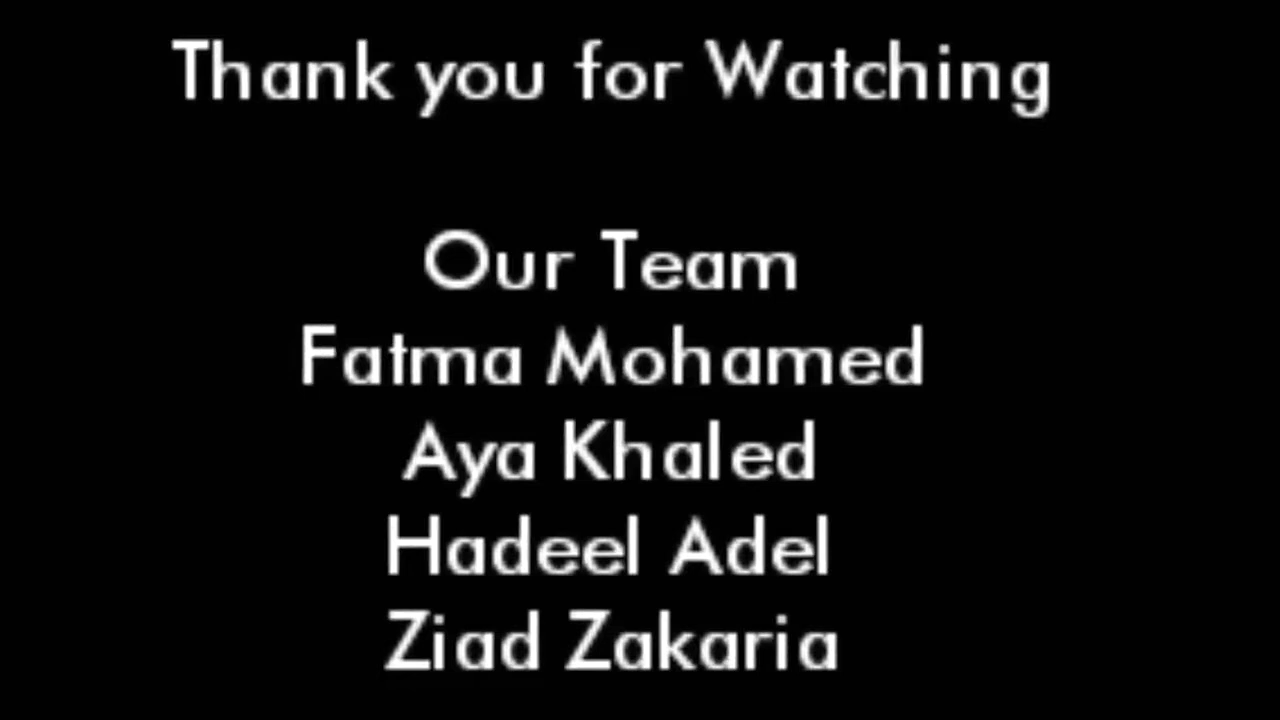 Thank you for Watching
Our Team
Fatma Mohamed
Aya Khaled
Hadeel Adel
Ziad Zakaria